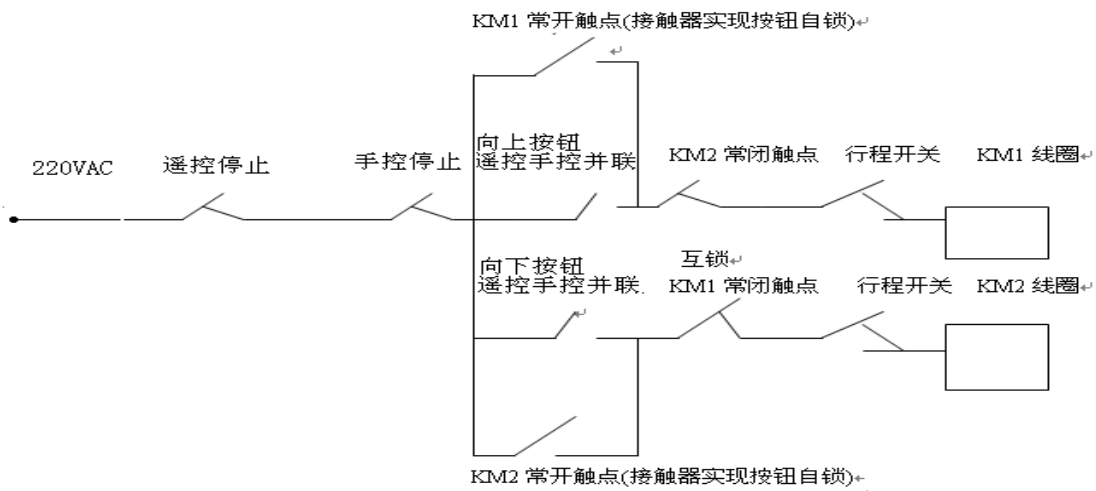 KM1 常开触点(接触器实现按钮自锁)
220VAC
遥控停止
手控停止
向上按钮
遥控手控并联
KM2 常闭触点
行程开关
KM1 线圈
向下按钮
遥控手控并联
互锁
KM1 常闭触点
行程开关
KM2 线圈
KM2 常开触点(接触器实现按钮自锁)